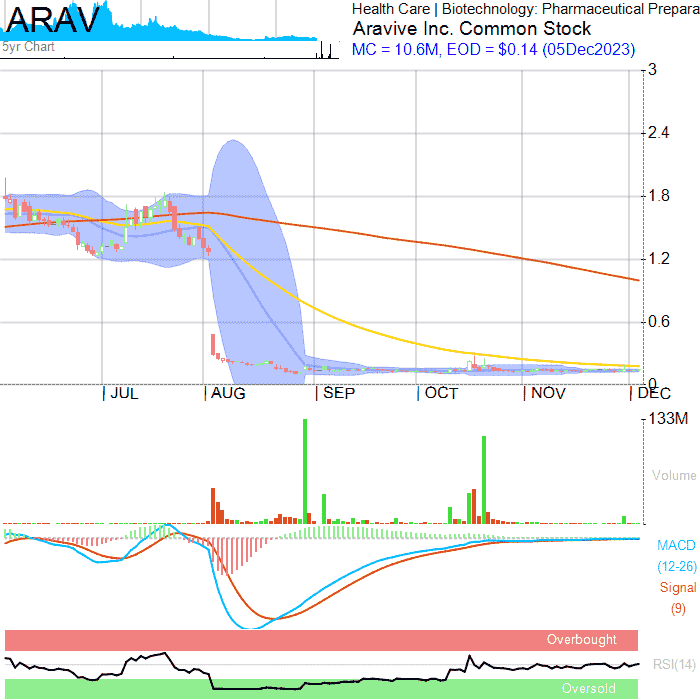 ARAV
5yr Chart
Health Care | Biotechnology: Pharmaceutical Prepara
Aravive Inc. Common Stock
MC = 10.6M, EOD = $0.14 (05Dec2023)
3
2.4
1.8
1.2
0.6
0
JUL
AUG
SEP
OCT
NOV
DEC
133M
Volume
MACD
(12-26)
Signal
(9)
Overbought
RSI(14)
Oversold